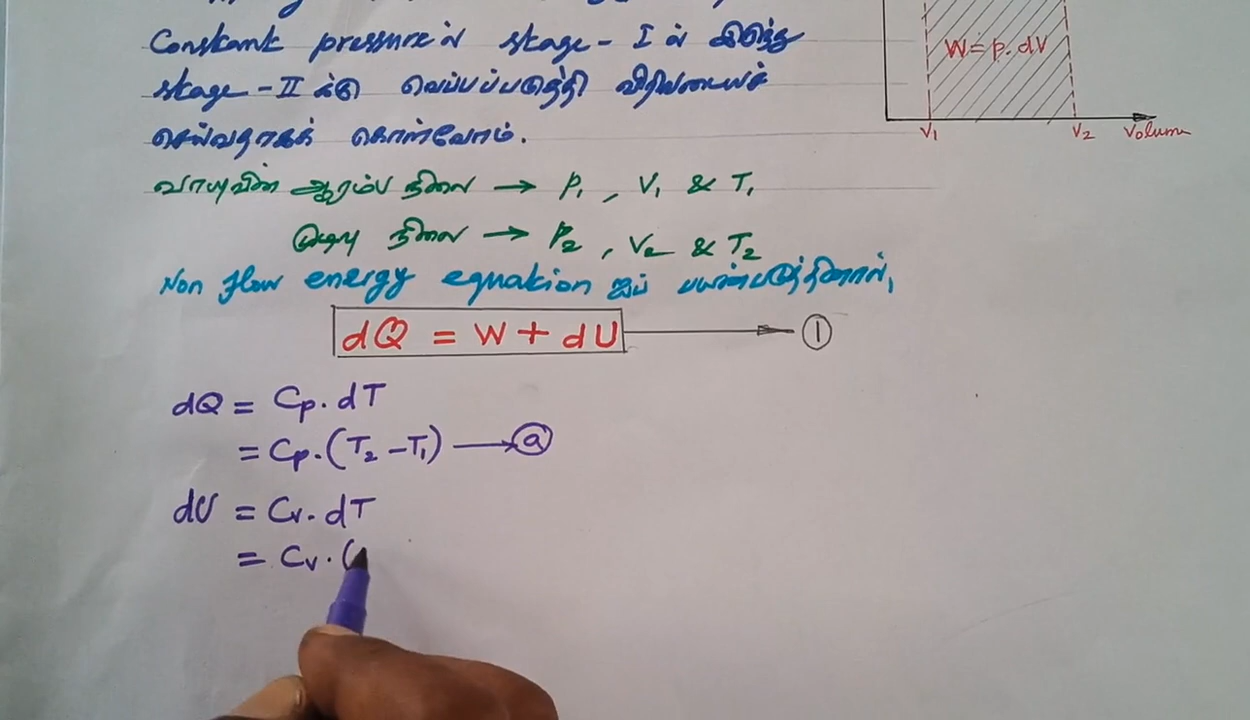 Constant pressureல் stage - I ல் இருந்து
stage - II க்கு வெப்பப்படுத்தி விரிவடையச்
செய்வதாகக் கொள்வோம்.
வாயுவின் ஆரம்ப நிலை → P₁ , V₁ & T₁
முடிவு நிலை → P₂ , V₂ & T₂
Non flow energy equation ஐப் பயன்படுத்தினால்,
dQ = W + dU → ①
dQ = Cp. dT
= Cp. (T₂ - T₁) → ⓐ
dU = Cv. dT
= Cv. (
W = p. dV
V₁ V₂ Volume